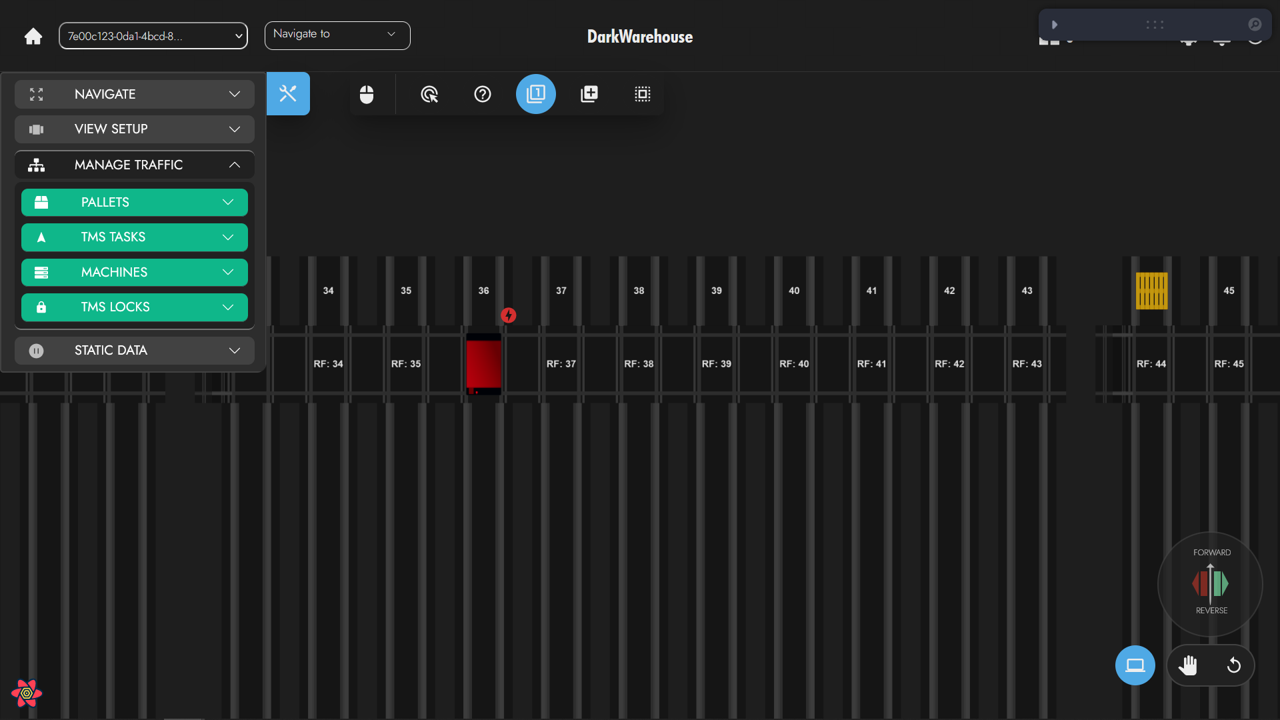 7e00c123-0da1-4bcd-8...
Navigate to
DarkWarehouse
NAVIGATE
VIEW SETUP
MANAGE TRAFFIC
PALLETS
TMS TASKS
MACHINES
TMS LOCKS
STATIC DATA
1
34 35 36 37 38 39 40 41 42 43 45
RF: 34 RF: 35 RF: 37 RF: 38 RF: 39 RF: 40 RF: 41 RF: 42 RF: 43 RF: 44 RF: 45
FORWARD
REVERSE